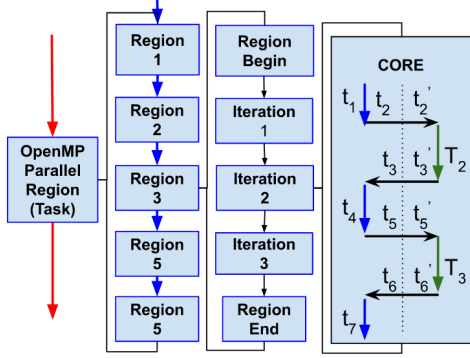 OpenMP
Parallel
Region
(Task)
Region
1
Region
2
Region
3
Region
5
Region
5
Region
Begin
Iteration
1
Iteration
2
Iteration
3
Region
End
CORE
t1 t2 t2'
T2
t3 t3'
t4 t5 t5'
T3
t6 t6'
t7